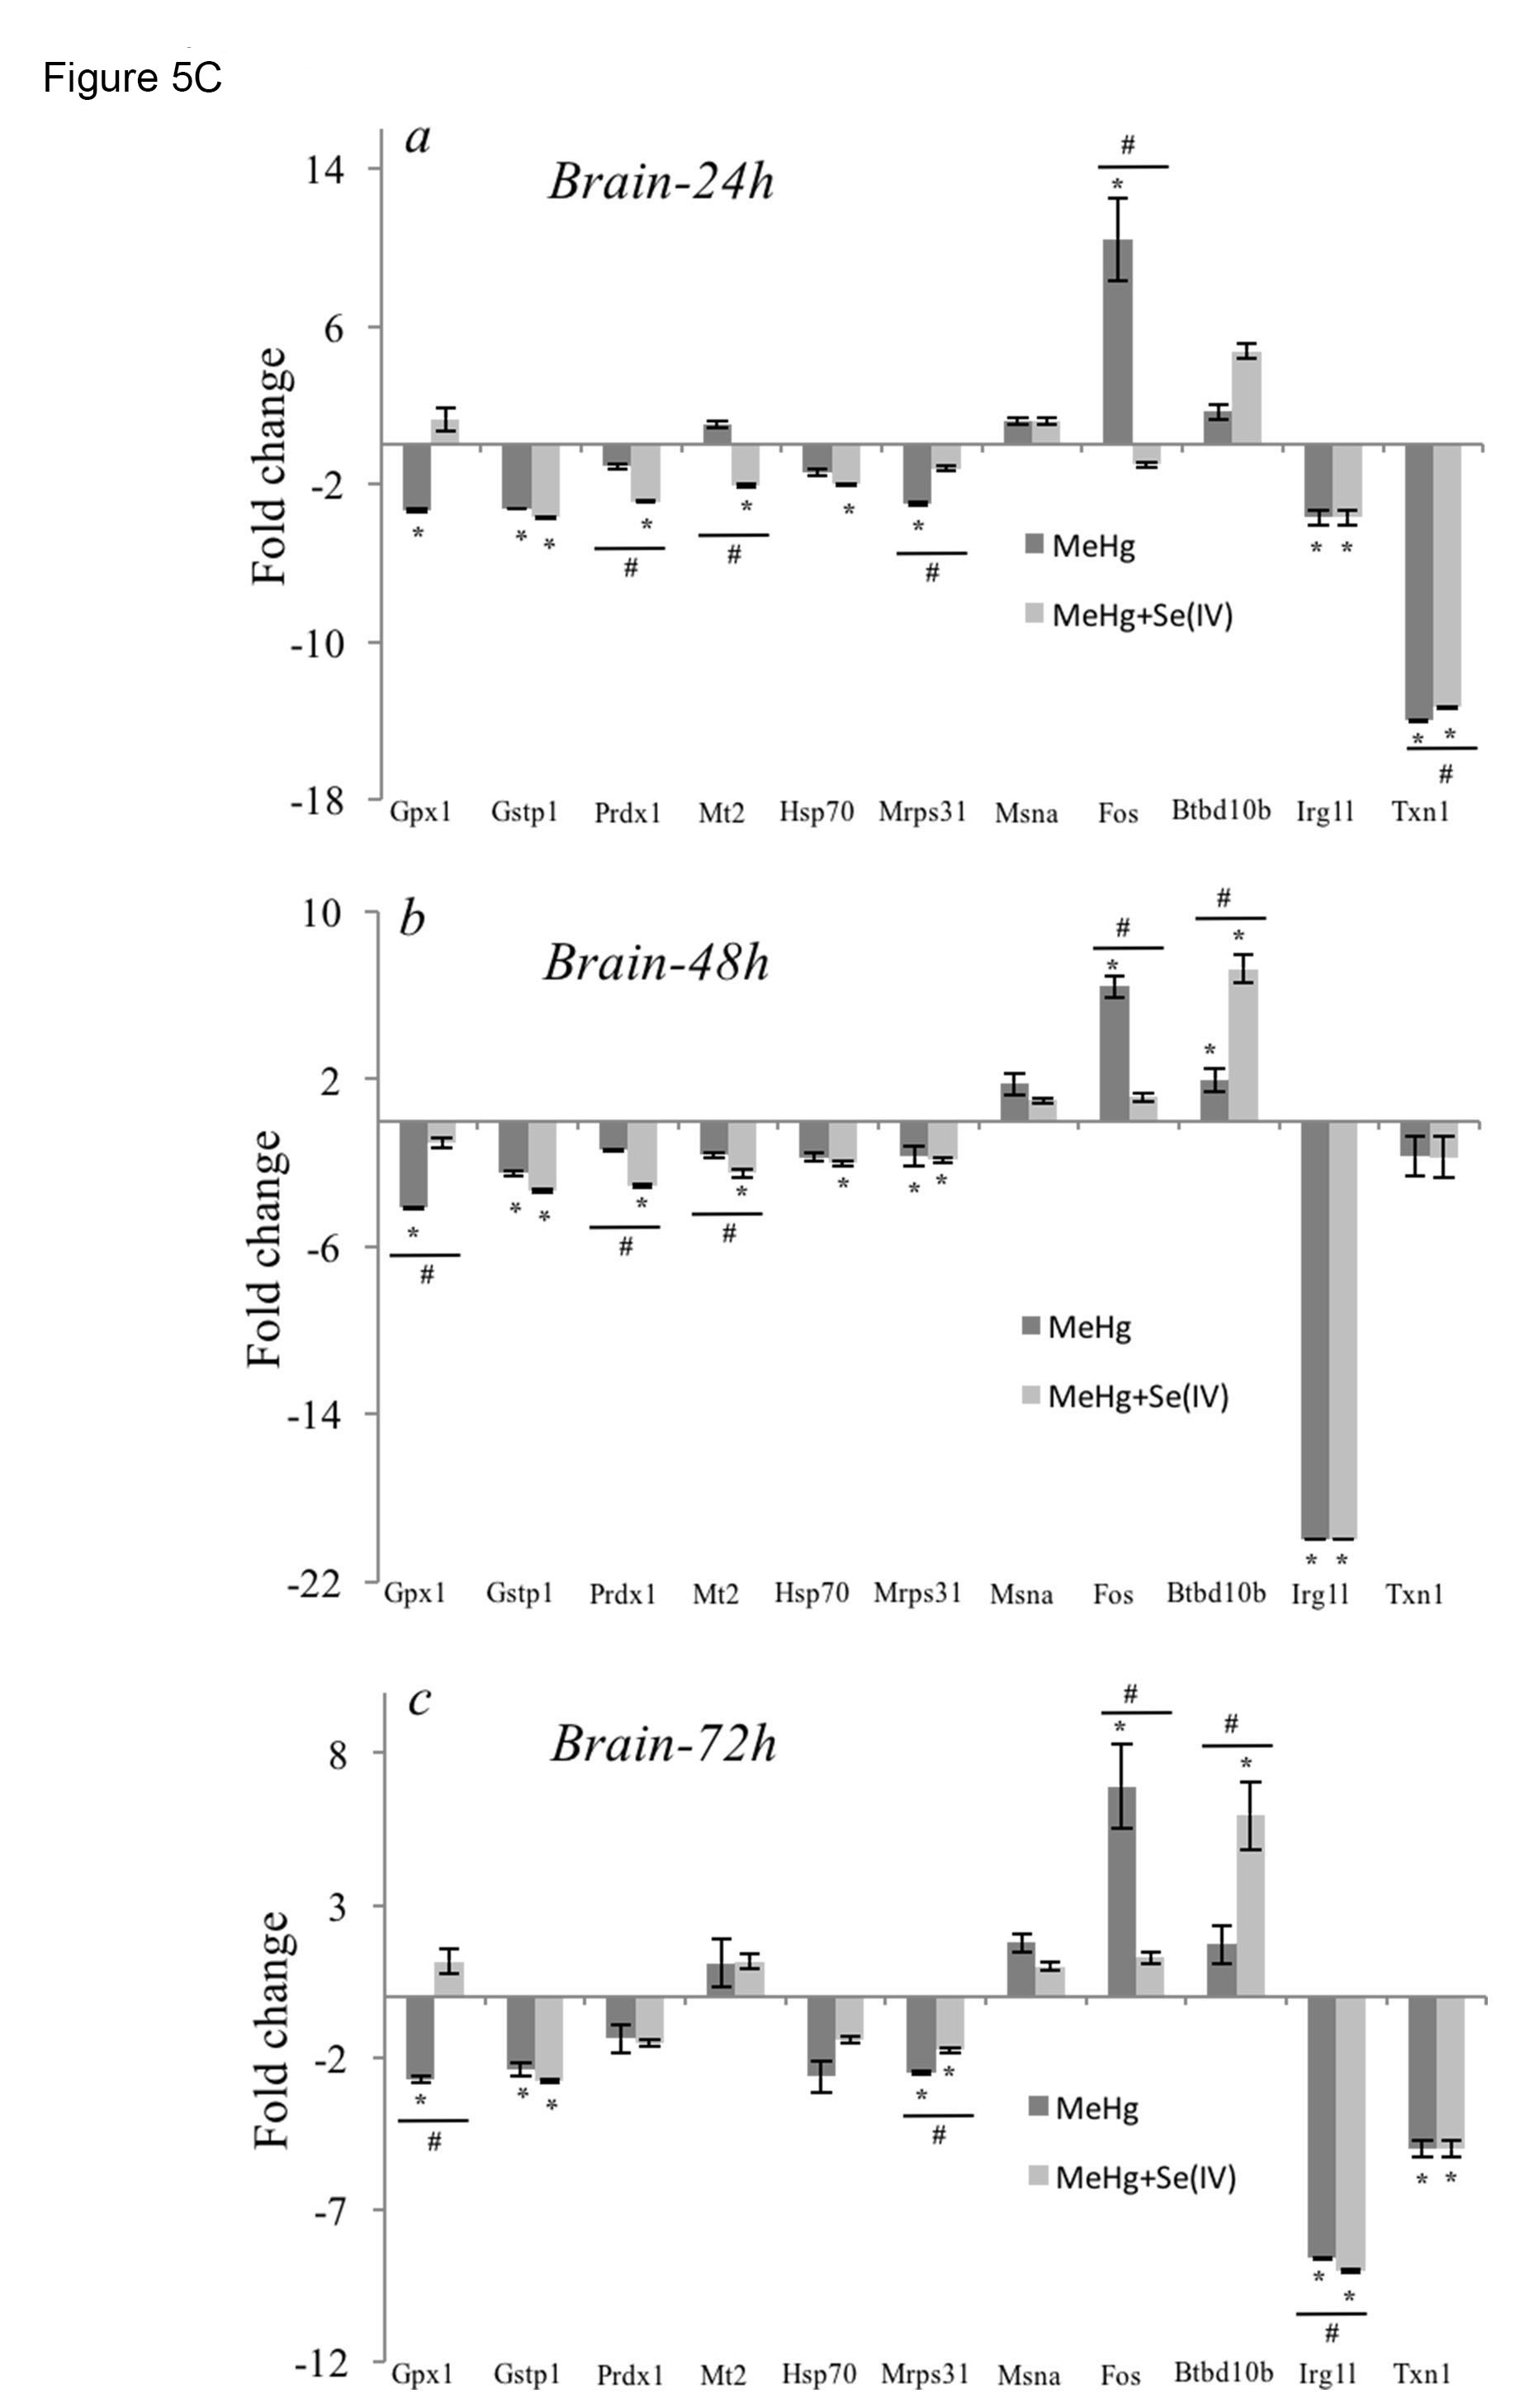 Figure 5C
a
Brain-24h
14
6
-2
-10
-18
Fold change
#
*
* * * * * * * * * *
# # #
MeHg
MeHg+Se(IV)
* *
#
Gpx1 Gstp1 Prdx1 Mt2 Hsp70 Mrps31 Msna Fos Btbd10b Irg1l Txn1
b
Brain-48h
10
2
-6
-14
-22
Fold change
# #
* * *
* * * * * * * *
# # #
MeHg
MeHg+Se(IV)
* *
Gpx1 Gstp1 Prdx1 Mt2 Hsp70 Mrps31 Msna Fos Btbd10b Irg1l Txn1
c
Brain-72h
8
3
-2
-7
-12
Fold change
# #
* *
* * * * *
# #
MeHg
MeHg+Se(IV)
* *
* *
#
Gpx1 Gstp1 Prdx1 Mt2 Hsp70 Mrps31 Msna Fos Btbd10b Irg1l Txn1